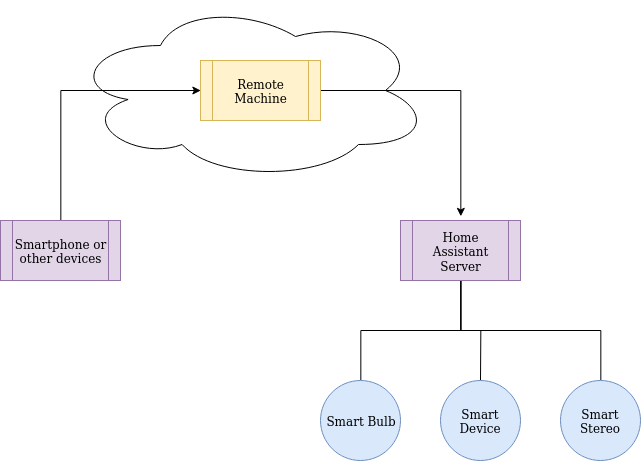 Remote
Machine
Smartphone or
other devices
Home
Assistant
Server
Smart Bulb
Smart
Device
Smart
Stereo